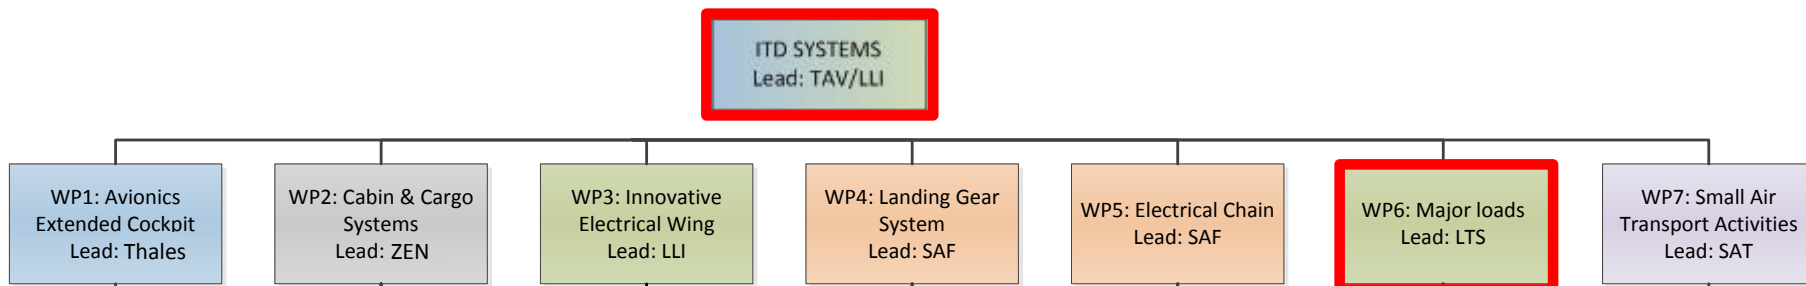 ITD SYSTEMS
Lead: TAV/LLI
WP1: Avionics
Extended Cockpit
Lead: Thales
WP2: Cabin & Cargo
Systems
Lead: ZEN
WP3: Innovative
Electrical Wing
Lead: LLI
WP4: Landing Gear
System
Lead: SAF
WP5: Electrical Chain
Lead: SAF
WP6: Major loads
Lead: LTS
WP7: Small Air
Transport Activities
Lead: SAT